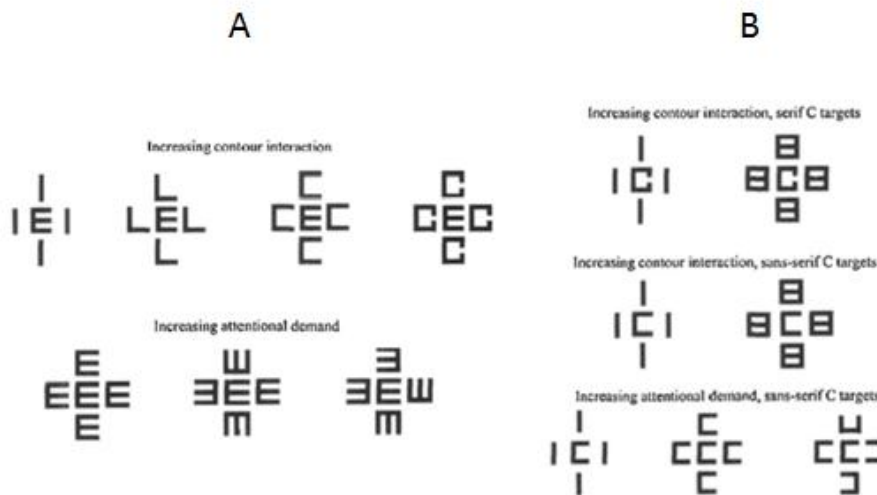 A
B
Increasing contour interaction
Increasing attentional demand
Increasing contour interaction, serif C targets
Increasing contour interaction, sans-serif C targets
Increasing attentional demand, sans-serif C targets